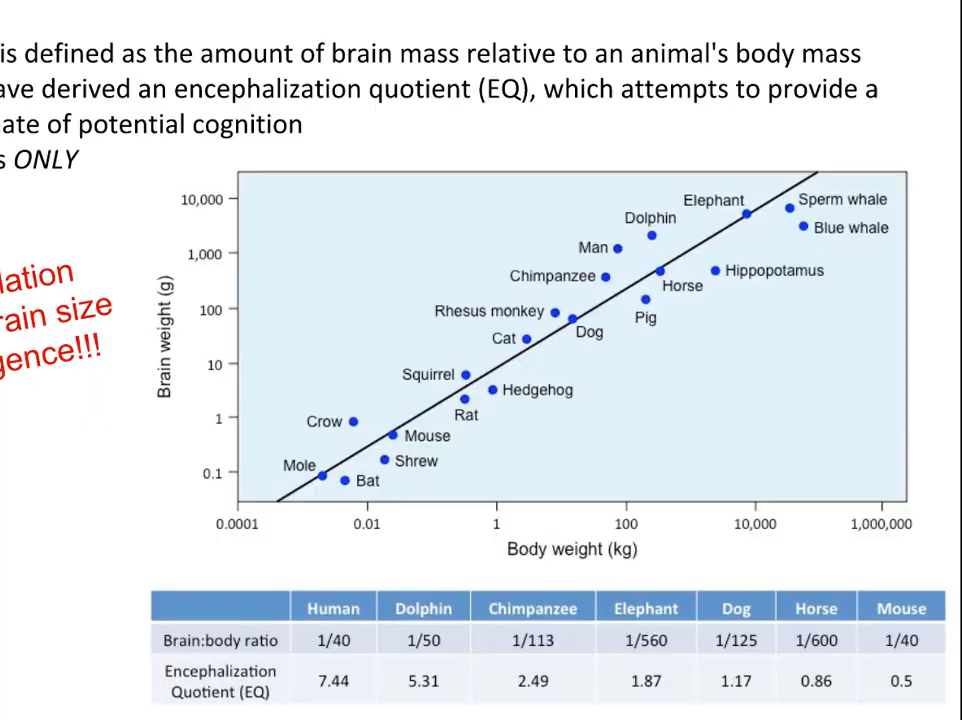 is defined as the amount of brain mass relative to an animal's body mass
ave derived an encephalization quotient (EQ), which attempts to provide a
ate of potential cognition
s ONLY
lation
rain size
gence!!!
Brain weight (g)
10,000
1,000
100
10
1
0.1
Elephant
Sperm whale
Dolphin
Blue whale
Man
Chimpanzee
Hippopotamus
Horse
Rhesus monkey
Pig
Cat
Dog
Squirrel
Hedgehog
Rat
Crow
Mouse
Mole
Shrew
Bat
0.0001 0.01 1 100 10,000 1,000,000
Body weight (kg)
Human Dolphin Chimpanzee Elephant Dog Horse Mouse
Brain:body ratio 1/40 1/50 1/113 1/560 1/125 1/600 1/40
Encephalization
Quotient (EQ) 7.44 5.31 2.49 1.87 1.17 0.86 0.5